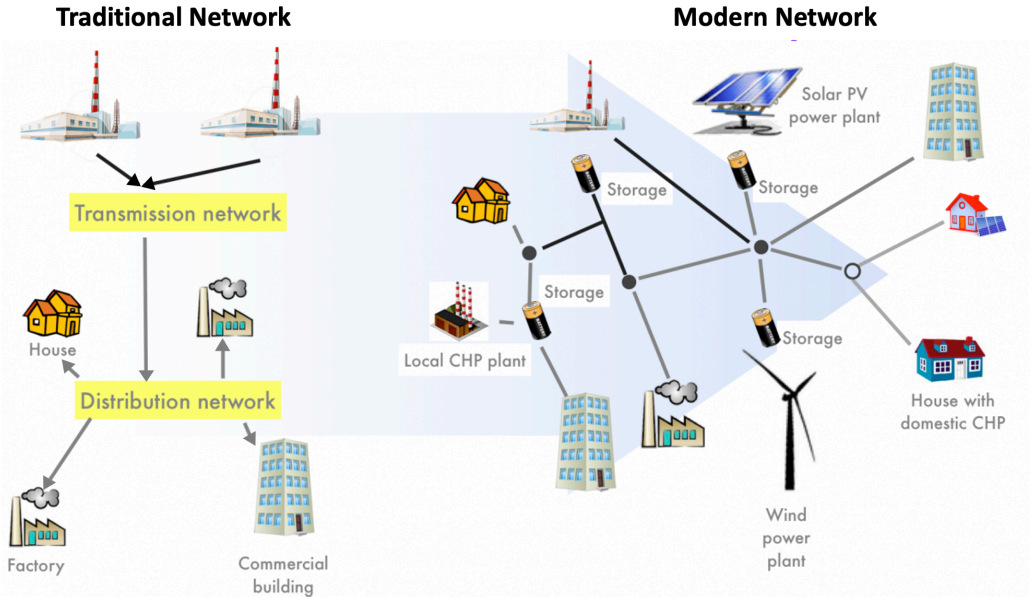 Traditional Network
Modern Network
Solar PV
power plant
Storage
Storage
Transmission network
Storage
Storage
House
Local CHP plant
Distribution network
House with
domestic CHP
Wind
power
plant
Factory
Commercial
building